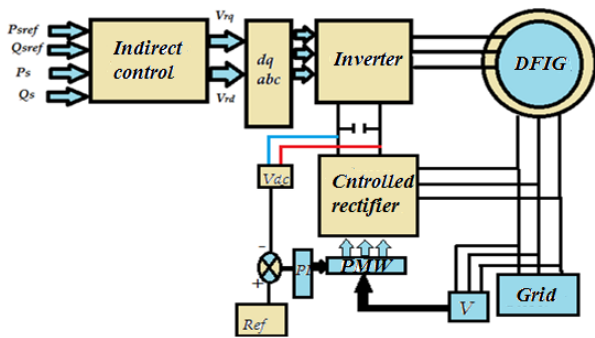 Psref
Qsref
Ps
Qs
Indirect
control
Vrq
Vrd
dq
abc
Inverter
DFIG
Vdc
Cntrolled
rectifier
-
+
PI
PMW
V
Grid
Ref